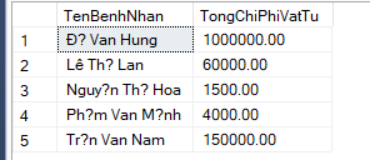 TenBenhNhan TongChiPhiVatTu
1 Đ? Van Hung 1000000.00
2 Lê Th? Lan 60000.00
3 Nguy?n Th? Hoa 1500.00
4 Ph?m Van M?nh 4000.00
5 Tr?n Van Nam 150000.00